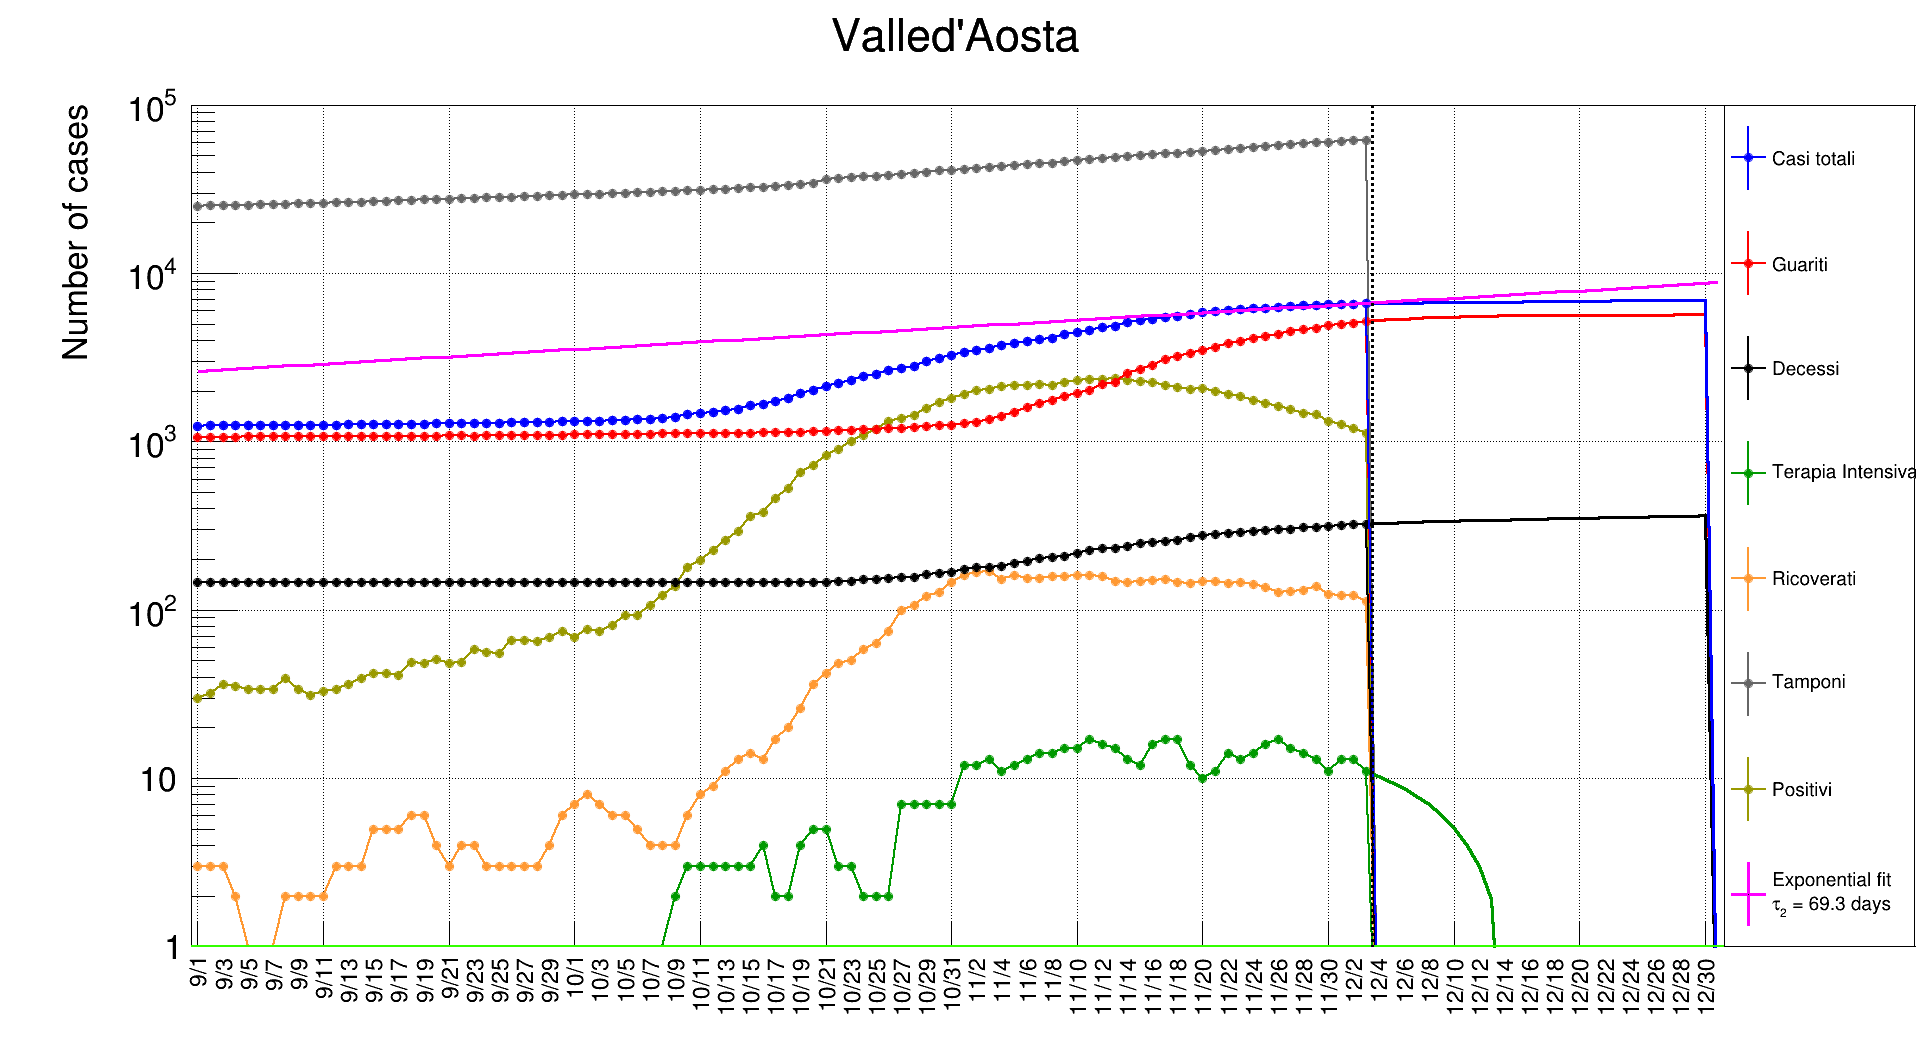 Valled'Aosta
Number of cases
10^5
10^4
10^3
10^2
10
1
9/1 9/3 9/5 9/7 9/9 9/11 9/13 9/15 9/17 9/19 9/21 9/23 9/25 9/27 9/29 10/1 10/3 10/5 10/7 10/9 10/11 10/13 10/15 10/17 10/19 10/21 10/23 10/25 10/27 10/29 10/31 11/2 11/4 11/6 11/8 11/10 11/12 11/14 11/16 11/18 11/20 11/22 11/24 11/26 11/28 11/30 12/2 12/4 12/6 12/8 12/10 12/12 12/14 12/16 12/18 12/20 12/22 12/24 12/26 12/28 12/30
Casi totali
Guariti
Decessi
Terapia Intensiva
Ricoverati
Tamponi
Positivi
Exponential fit
τ_2 = 69.3 days